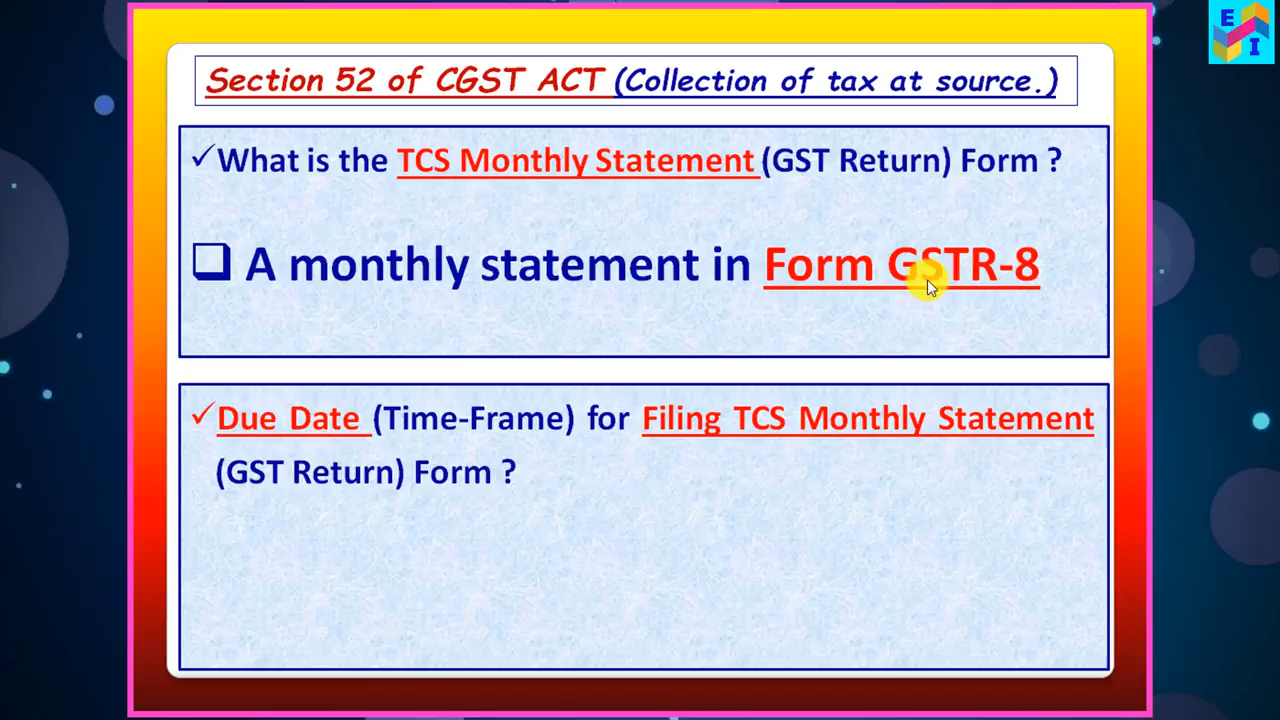 E
I
Section 52 of CGST ACT (Collection of tax at source.)
✓What is the TCS Monthly Statement (GST Return) Form ?
❑ A monthly statement in Form GSTR-8
✓Due Date (Time-Frame) for Filing TCS Monthly Statement
(GST Return) Form ?